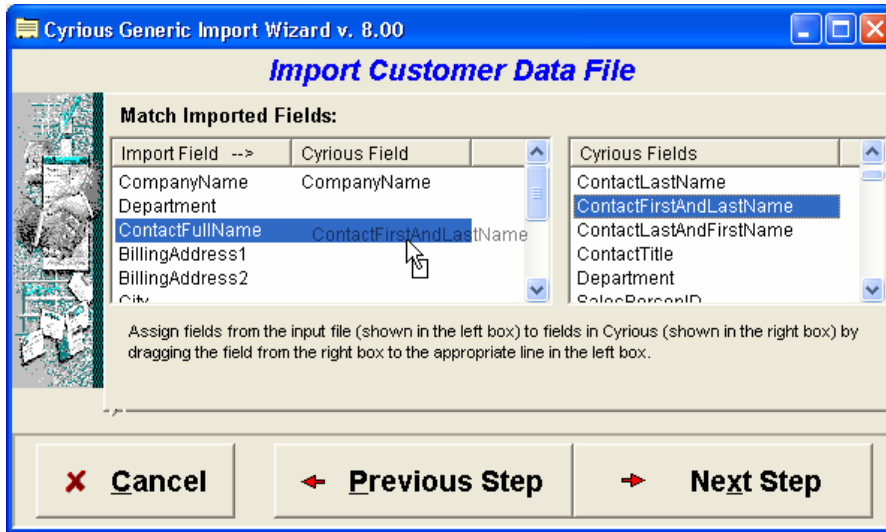 Cyrious Generic Import Wizard v. 8.00
Import Customer Data File
Match Imported Fields:
Import Field --> Cyrious Field
CompanyName CompanyName
Department
ContactFullName ContactFirstAndLastName
BillingAddress1
BillingAddress2
City
Cyrious Fields
ContactLastName
ContactFirstAndLastName
ContactLastAndFirstName
ContactTitle
Department
SalesPersonID
Assign fields from the input file (shown in the left box) to fields in Cyrious (shown in the right box) by
dragging the field from the right box to the appropriate line in the left box.
Cancel Previous Step Next Step